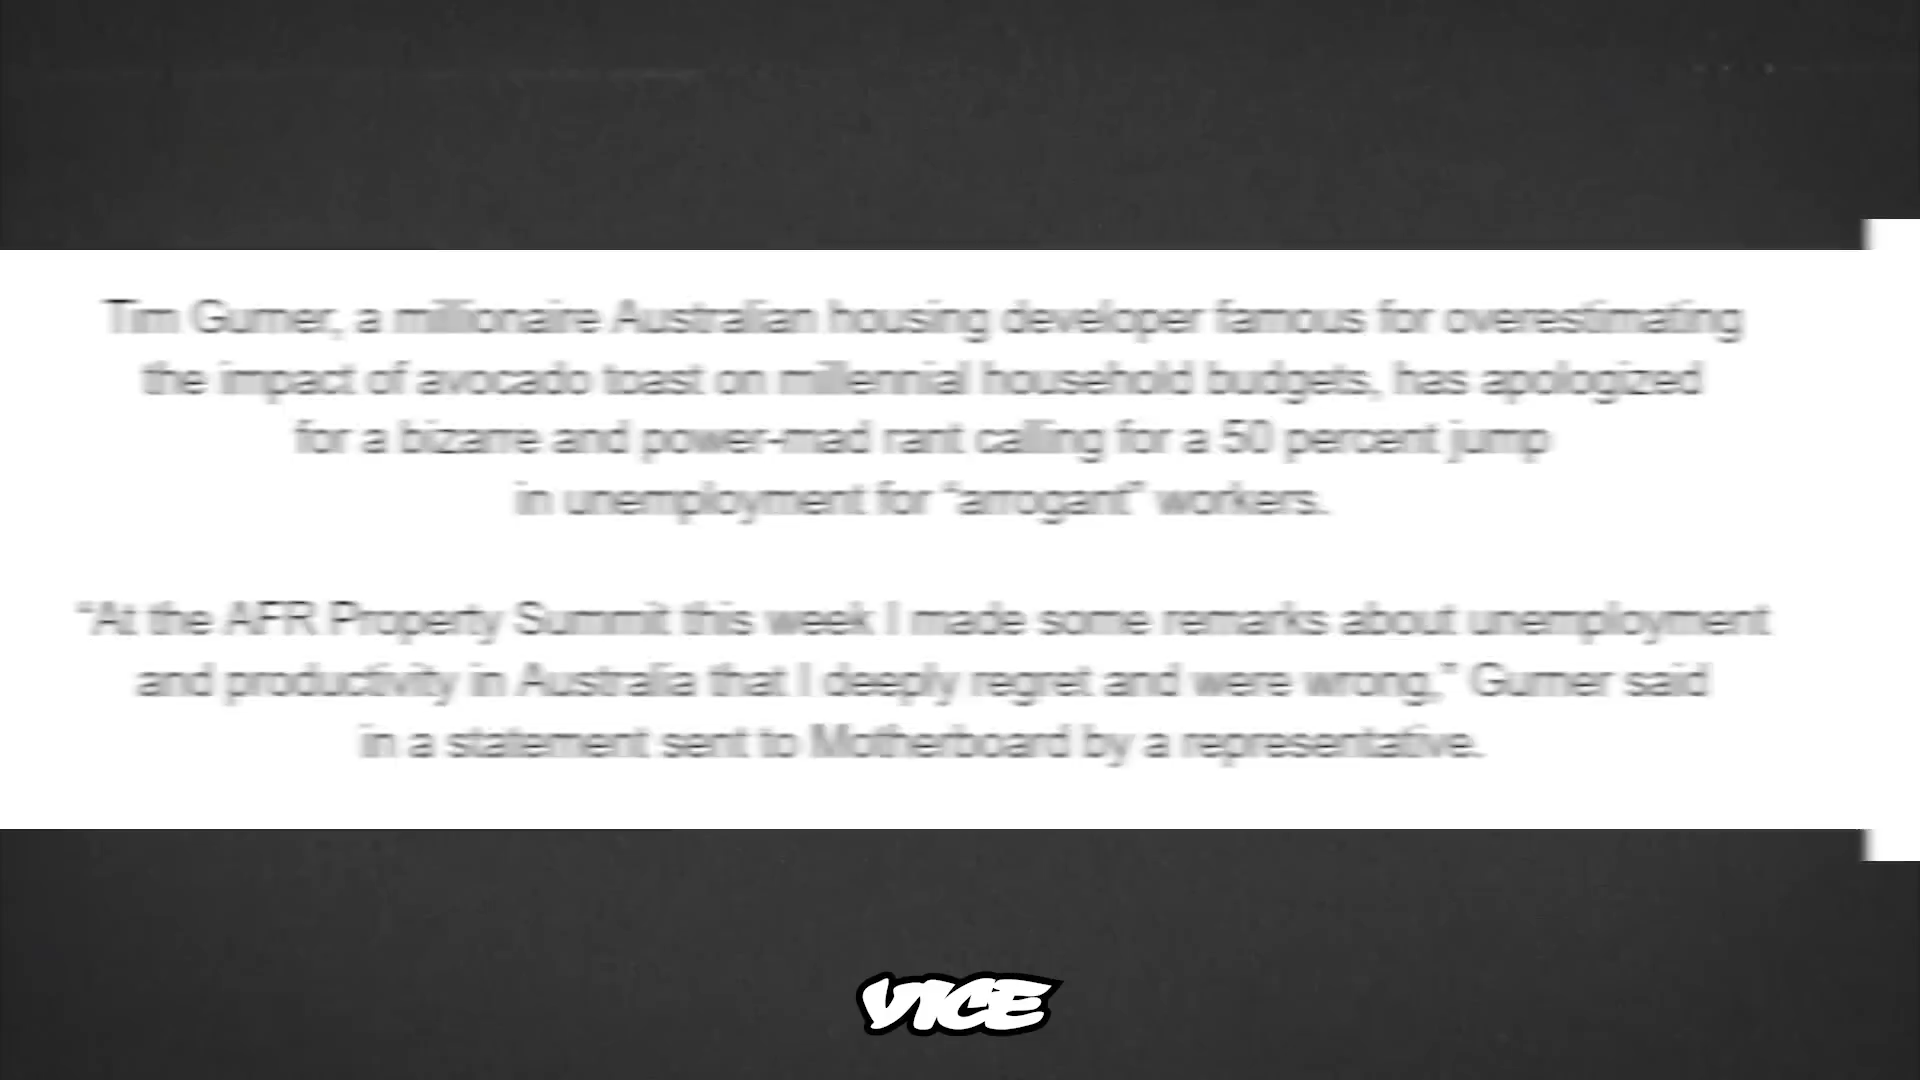 Tim Gurner, a millionaire Australian housing developer famous for overestimating
the impact of avocado toast on millennial household budgets, has apologized
for a bizarre and power-mad rant calling for a 50 percent jump
in unemployment for “arrogant” workers.
“At the AFR Property Summit this week I made some remarks about unemployment
and productivity in Australia that I deeply regret and were wrong,” Gurner said
in a statement sent to Motherboard by a representative.
VICE